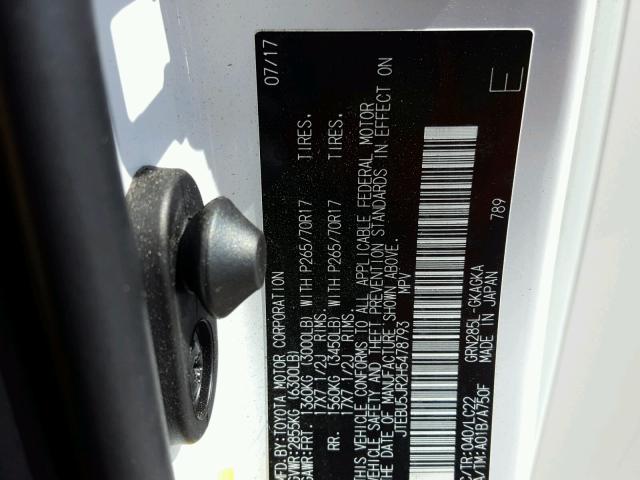 MFD.BY:TOYOTA MOTOR CORPORATION 07/17
GVWR:2855KG (6300LB)
GAWR:FRT. 1360KG (3000LB) WITH P265/70R17 TIRES.
17X7 1/2J RIMS.
RR. 1560KG (3450LB) WITH P265/70R17 TIRES.
17X7 1/2J RIMS.
THIS VEHICLE CONFORMS TO ALL APPLICABLE FEDERAL MOTOR
VEHICLE SAFETY AND THEFT PREVENTION STANDARDS IN EFFECT ON
THE DATE OF MANUFACTURE SHOWN ABOVE.
JTEBU5JR2H5478793 MPV
C/TR:040/LC22 GRN285L-GKAGKA 789
A/TM:A01B/A750F MADE IN JAPAN
E